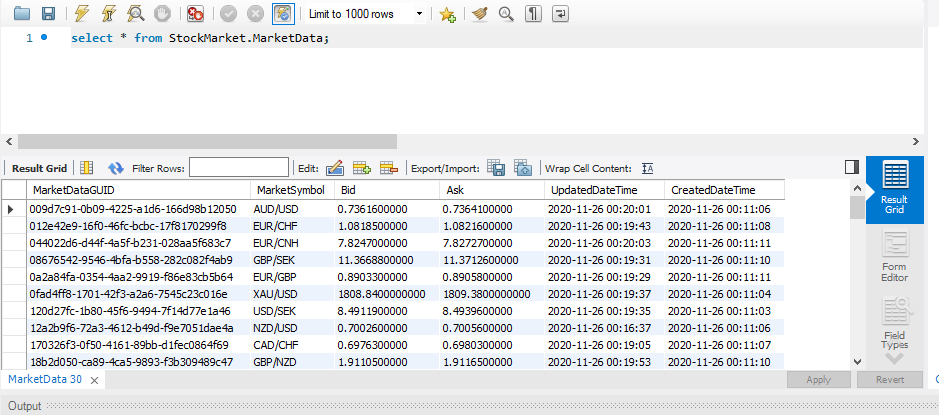 Limit to 1000 rows
1 select * from StockMarket.MarketData;
Result Grid Filter Rows: Edit: Export/Import: Wrap Cell Content:
MarketDataGUID MarketSymbol Bid Ask UpdatedDateTime CreatedDateTime
009d7c91-0b09-4225-a1d6-166d98b12050 AUD/USD 0.7361600000 0.7364100000 2020-11-26 00:20:01 2020-11-26 00:11:06
012e42e9-16f0-46fc-bcbc-17f8170299f8 EUR/CHF 1.0818500000 1.0821600000 2020-11-26 00:19:43 2020-11-26 00:11:08
044022d6-d44f-4a5f-b231-028aa5f683c7 EUR/CNH 7.8247000000 7.8272700000 2020-11-26 00:20:03 2020-11-26 00:11:11
08676542-9546-4bfa-b558-282c082f4ab9 GBP/SEK 11.3668800000 11.3712600000 2020-11-26 00:19:31 2020-11-26 00:11:10
0a2a84fa-0354-4aa2-9919-f86e83cb5b64 EUR/GBP 0.8903300000 0.8905800000 2020-11-26 00:19:29 2020-11-26 00:11:11
0fad4ff8-1701-42f3-a2a6-7545c23c016e XAU/USD 1808.8400000000 1809.3800000000 2020-11-26 00:19:37 2020-11-26 00:11:04
120d27fc-1b80-45f6-9494-7f14d77e1a46 USD/SEK 8.4911900000 8.4939600000 2020-11-26 00:19:35 2020-11-26 00:11:03
12a2b9f6-72a3-4612-b49d-f9e7051dae4a NZD/USD 0.7002600000 0.7005600000 2020-11-26 00:16:37 2020-11-26 00:11:06
170326f3-0f50-4161-89bb-d1fec0864f69 CAD/CHF 0.6976300000 0.6980300000 2020-11-26 00:19:05 2020-11-26 00:11:07
18b2d050-ca89-4ca5-9893-f3b309489c47 GBP/NZD 1.9110500000 1.9116500000 2020-11-26 00:19:53 2020-11-26 00:11:10
Result
Grid
Form
Editor
Field
Types
MarketData 30 Apply Revert
Output